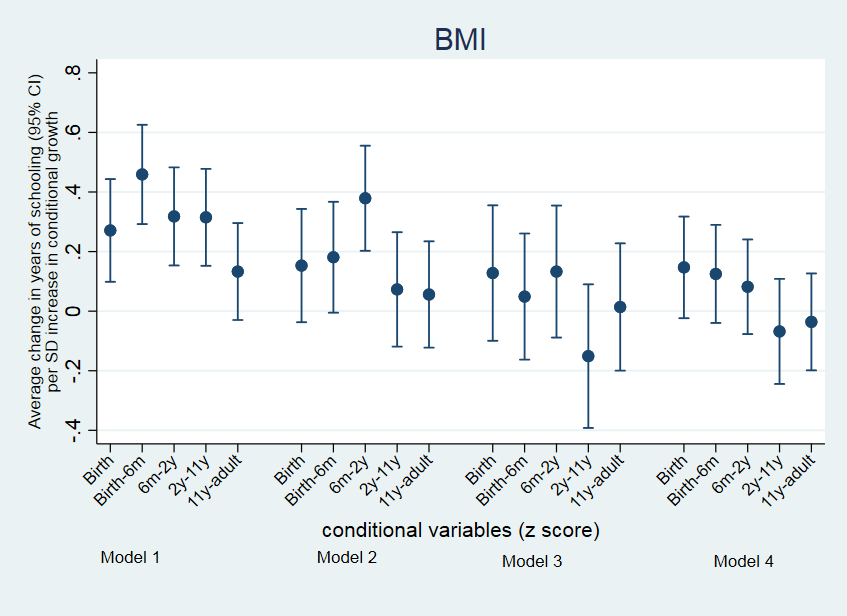 BMI
Average change in years of schooling (95% CI)
per SD increase in conditional growth
.8
.6
.4
.2
0
-.2
-.4
Birth
Birth-6m
6m-2y
2y-11y
11y-adult
Birth
Birth-6m
6m-2y
2y-11y
11y-adult
Birth
Birth-6m
6m-2y
2y-11y
11y-adult
Birth
Birth-6m
6m-2y
2y-11y
11y-adult
conditional variables (z score)
Model 1
Model 2
Model 3
Model 4